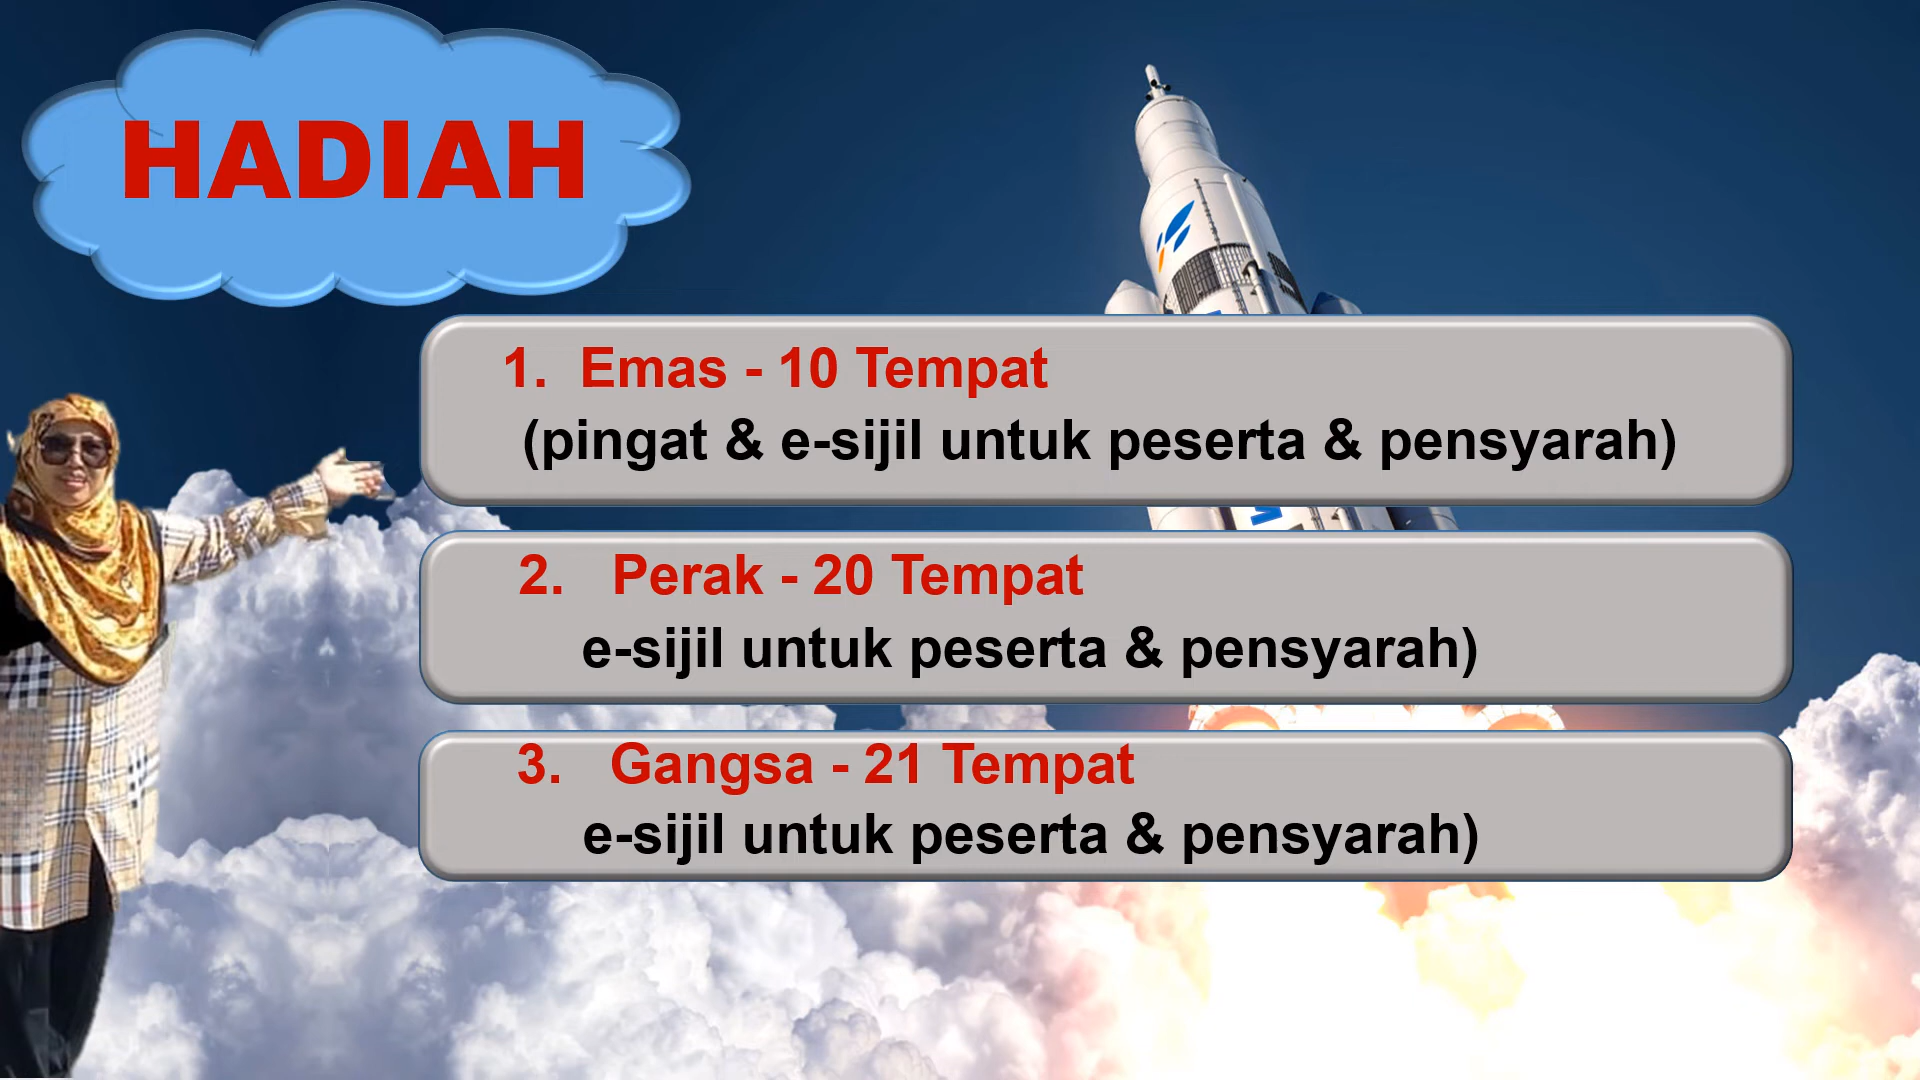 HADIAH
1. Emas - 10 Tempat
(pingat & e-sijil untuk peserta & pensyarah)
2. Perak - 20 Tempat
e-sijil untuk peserta & pensyarah)
3. Gangsa - 21 Tempat
e-sijil untuk peserta & pensyarah)